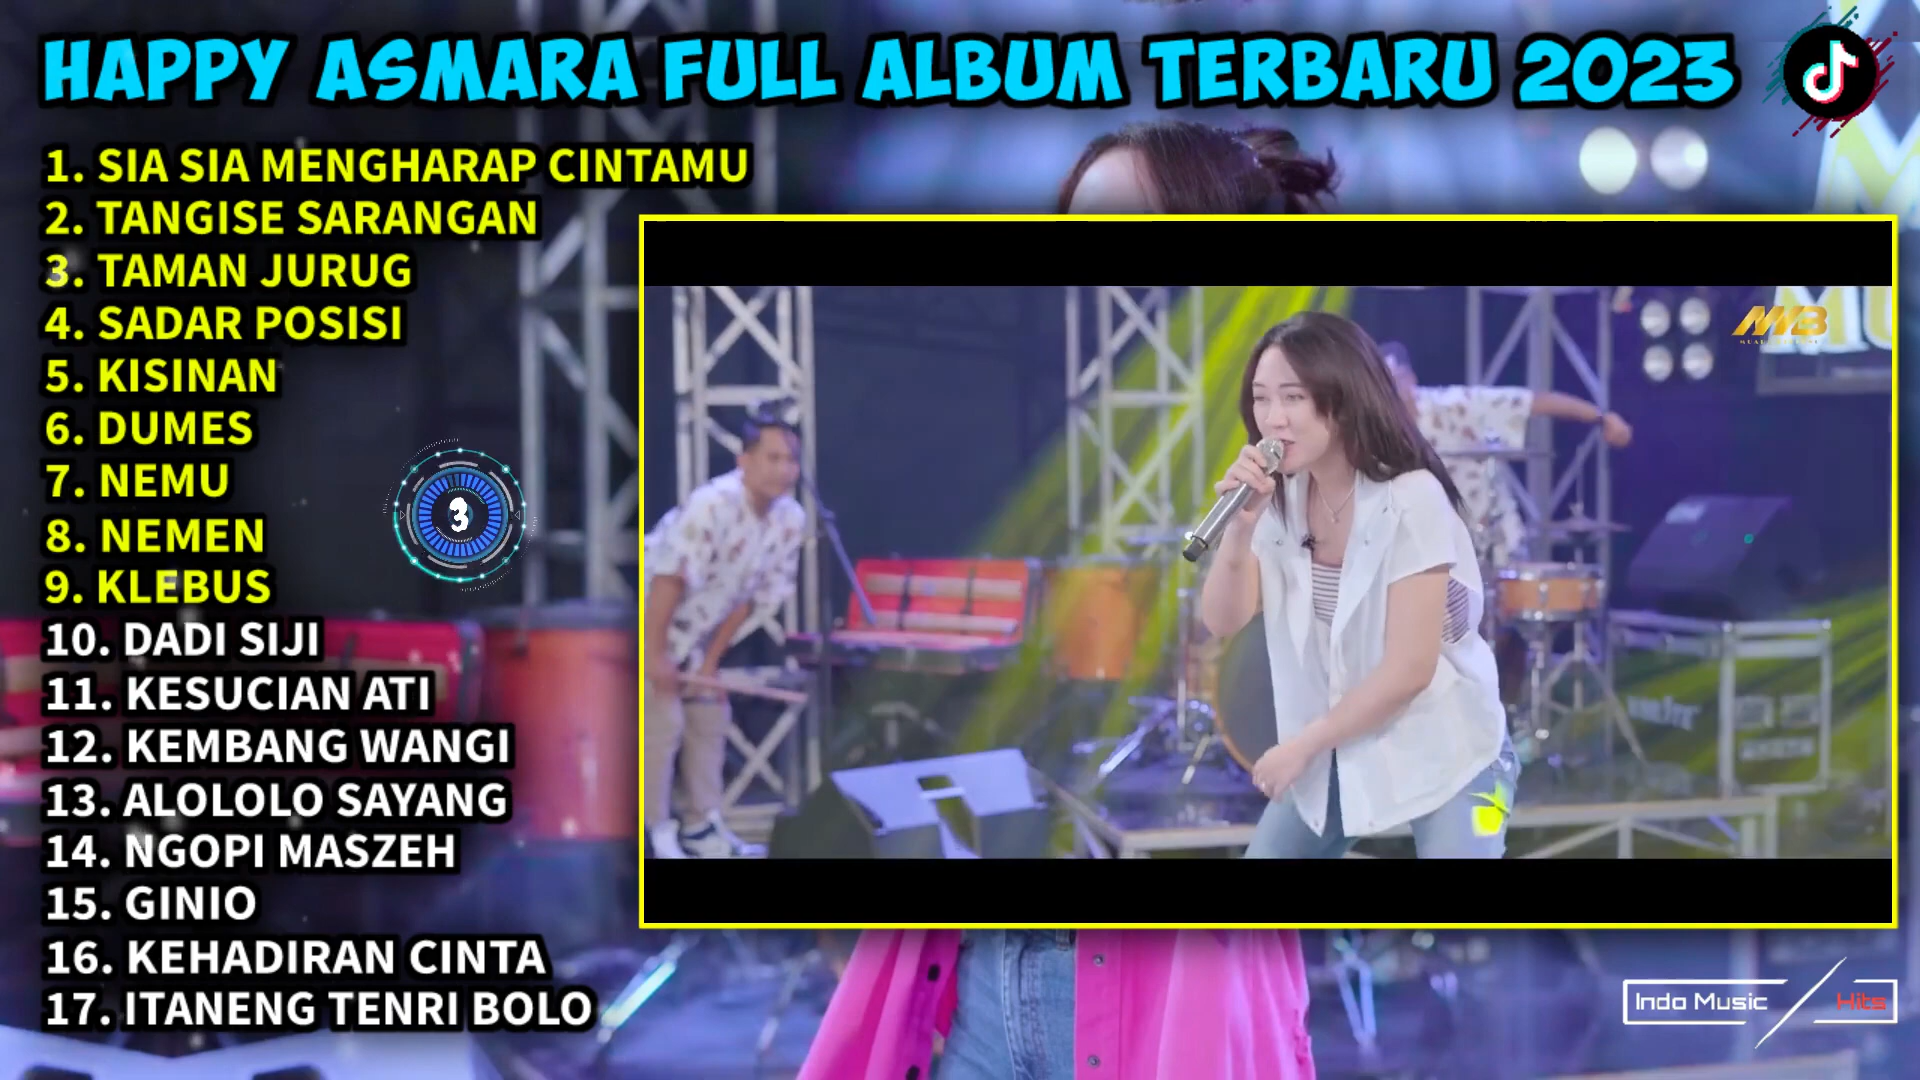 HAPPY ASMARA FULL ALBUM TERBARU 2023
1. SIA SIA MENGHARAP CINTAMU
2. TANGISE SARANGAN
3. TAMAN JURUG
4. SADAR POSISI
5. KISINAN
6. DUMES
7. NEMU
8. NEMEN
9. KLEBUS
10. DADI SIJI
11. KESUCIAN ATI
12. KEMBANG WANGI
13. ALOLOLO SAYANG
14. NGOPI MASZEH
15. GINIO
16. KEHADIRAN CINTA
17. ITANENG TENRI BOLO
3
Indo Music Hits